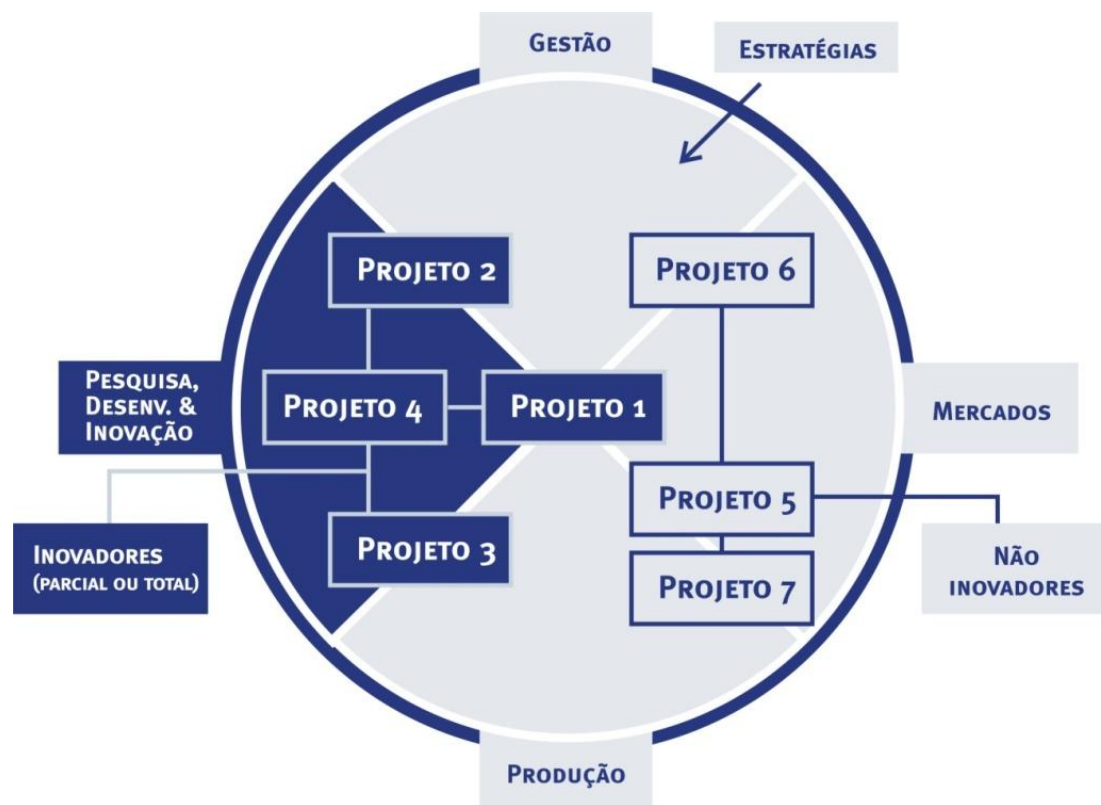 Gestão
Estratégias
Projeto 2
Projeto 6
Pesquisa,
Desenv. &
Inovação
Projeto 4
Projeto 1
Mercados
Projeto 5
Inovadores
(parcial ou total)
Projeto 3
Não
inovadores
Projeto 7
Produção